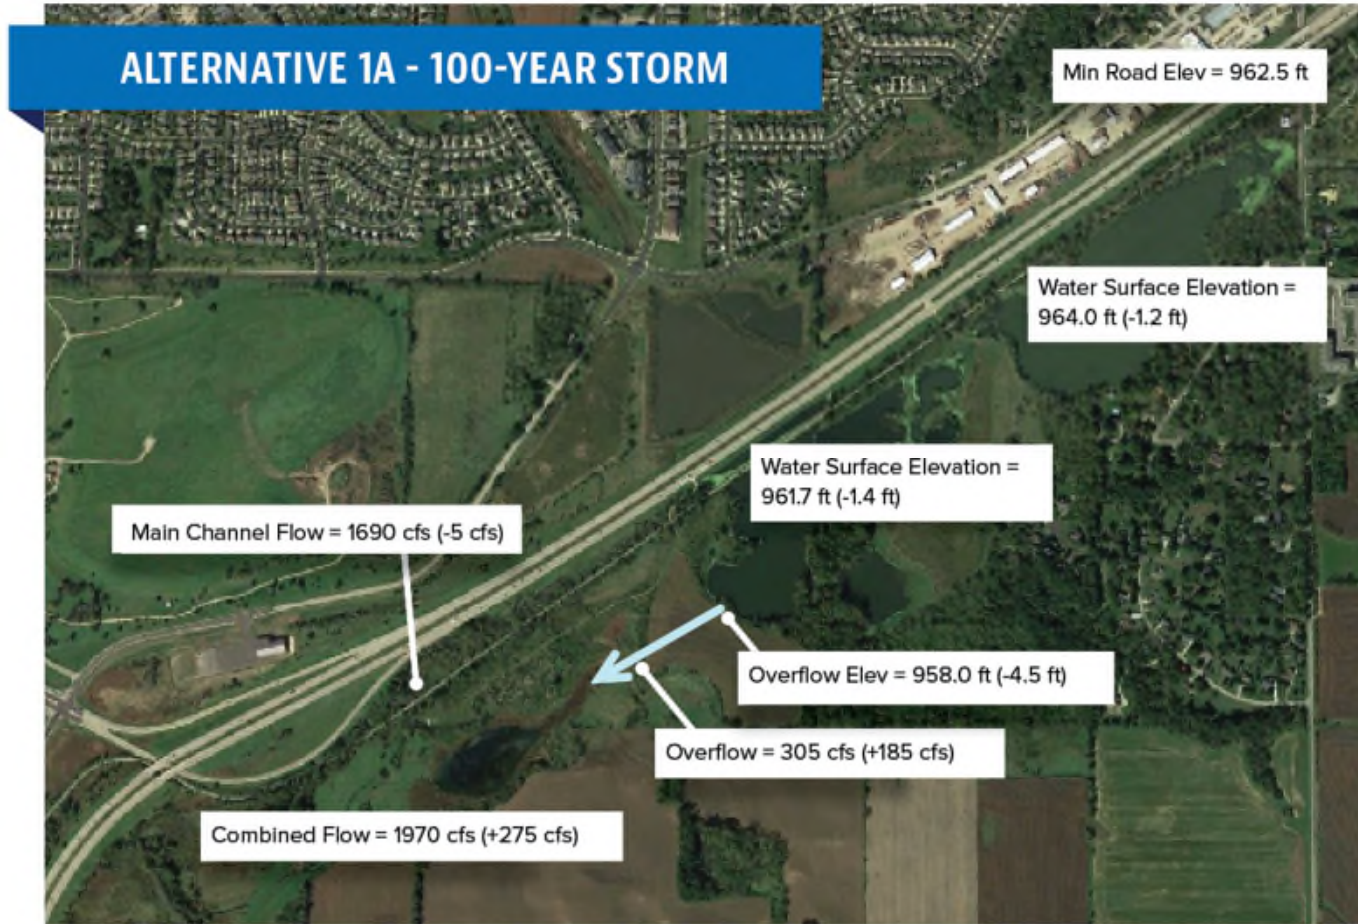 ALTERNATIVE 1A - 100-YEAR STORM
Min Road Elev = 962.5 ft
Water Surface Elevation =
964.0 ft (-1.2 ft)
Water Surface Elevation =
961.7 ft (-1.4 ft)
Main Channel Flow = 1690 cfs (-5 cfs)
Overflow Elev = 958.0 ft (-4.5 ft)
Overflow = 305 cfs (+185 cfs)
Combined Flow = 1970 cfs (+275 cfs)